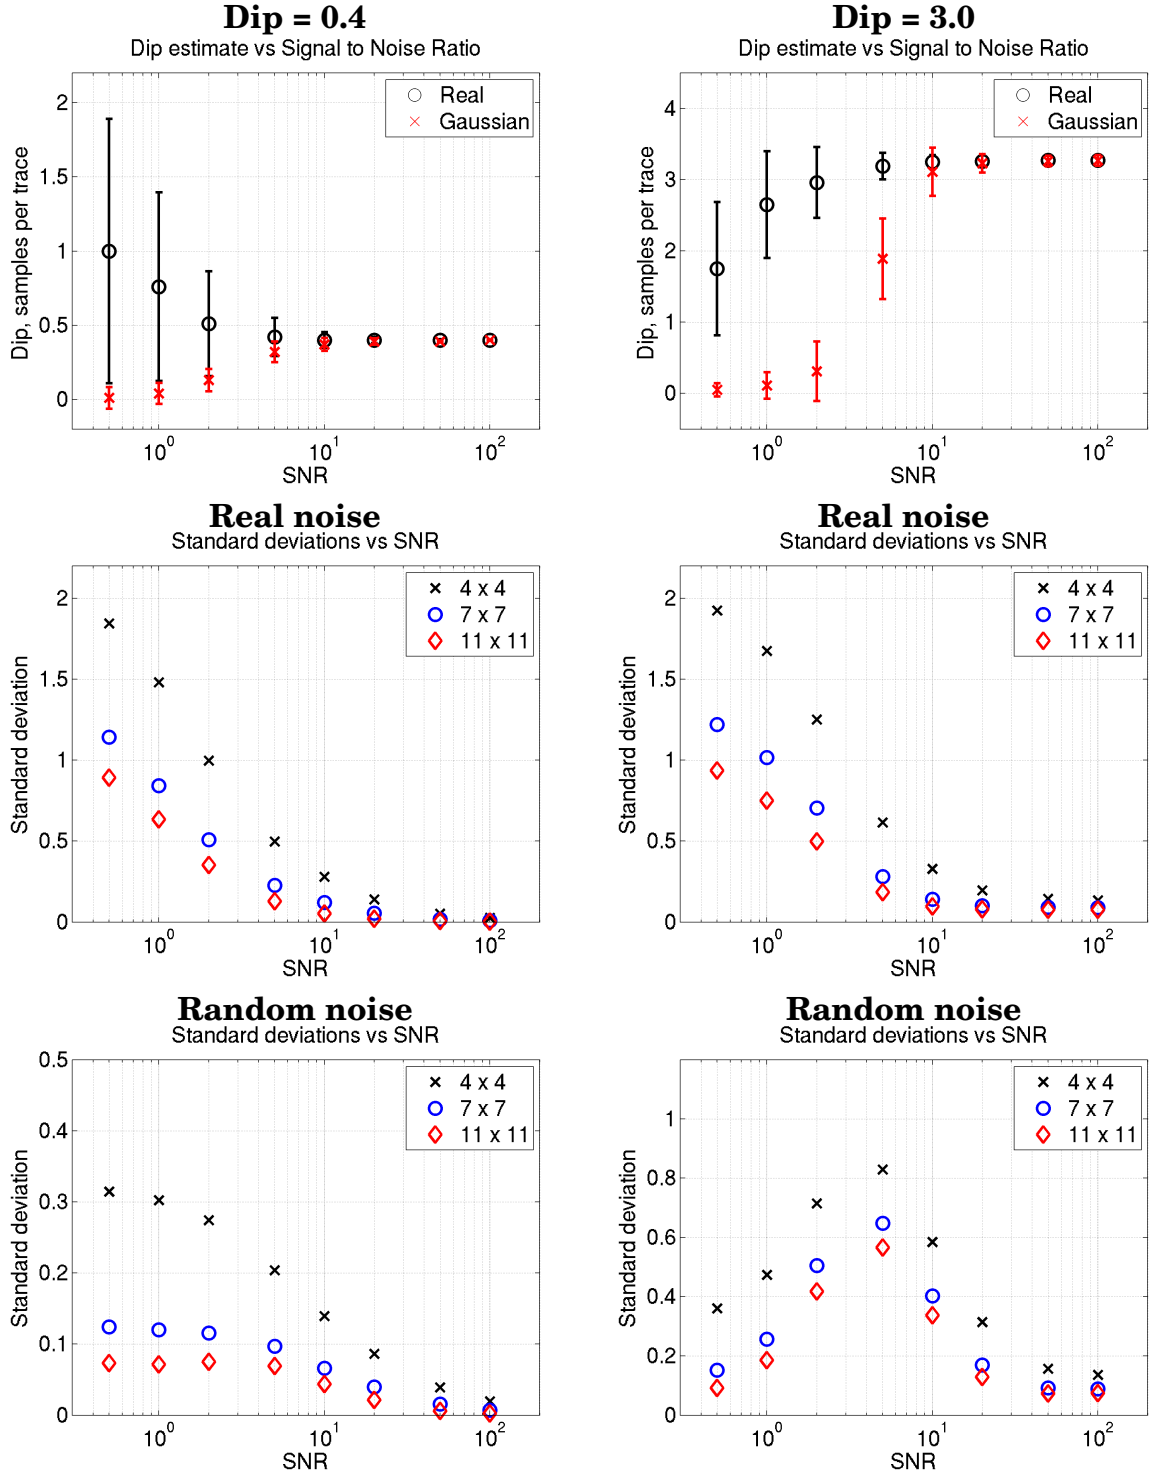 Dip = 0.4
Dip estimate vs Signal to Noise Ratio
Real
Gaussian
Dip, samples per trace
2
1.5
1
0.5
0
10^0
10^1
10^2
SNR
Dip = 3.0
Dip estimate vs Signal to Noise Ratio
Real
Gaussian
Dip, samples per trace
4
3
2
1
0
10^0
10^1
10^2
SNR
Real noise
Standard deviations vs SNR
4 x 4
7 x 7
11 x 11
Standard deviation
2
1.5
1
0.5
0
10^0
10^1
10^2
SNR
Real noise
Standard deviations vs SNR
4 x 4
7 x 7
11 x 11
Standard deviation
2
1.5
1
0.5
0
10^0
10^1
10^2
SNR
Random noise
Standard deviations vs SNR
4 x 4
7 x 7
11 x 11
Standard deviation
0.5
0.4
0.3
0.2
0.1
0
10^0
10^1
10^2
SNR
Random noise
Standard deviations vs SNR
4 x 4
7 x 7
11 x 11
Standard deviation
1
0.8
0.6
0.4
0.2
0
10^0
10^1
10^2
SNR